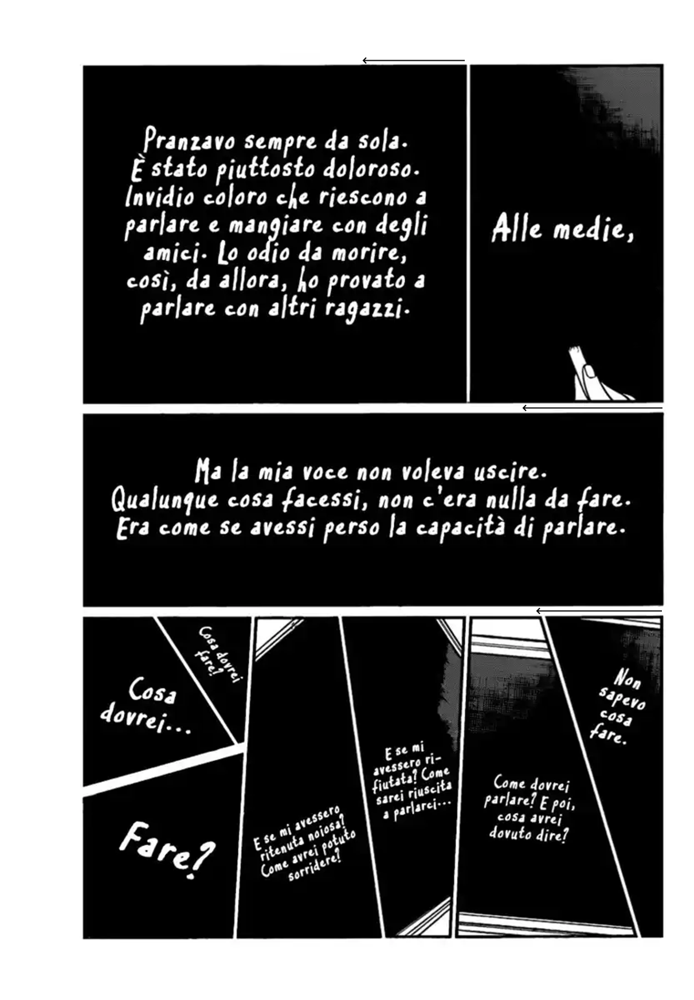 Alle medie,
Pranzavo sempre da sola.
È stato piuttosto doloroso.
Invidio coloro che riescono a
parlare e mangiare con degli
amici. Lo odio da morire,
così, da allora, ho provato a
parlare con altri ragazzi.
Ma la mia voce non voleva uscire.
Qualunque cosa facessi, non c'era nulla da fare.
Era come se avessi perso la capacità di parlare.
Non
sapevo
cosa
fare.
Come dovrei
parlare? E poi,
cosa avrei
dovuto dire?
E se mi
avessero ri-
fiutata? Come
sarei riuscita
a parlarci...
E se mi avessero
ritenuta noiosa?
Come avrei potuto
sorridere?
Cosa dovrei
fare?
Cosa
dovrei...
Fare?